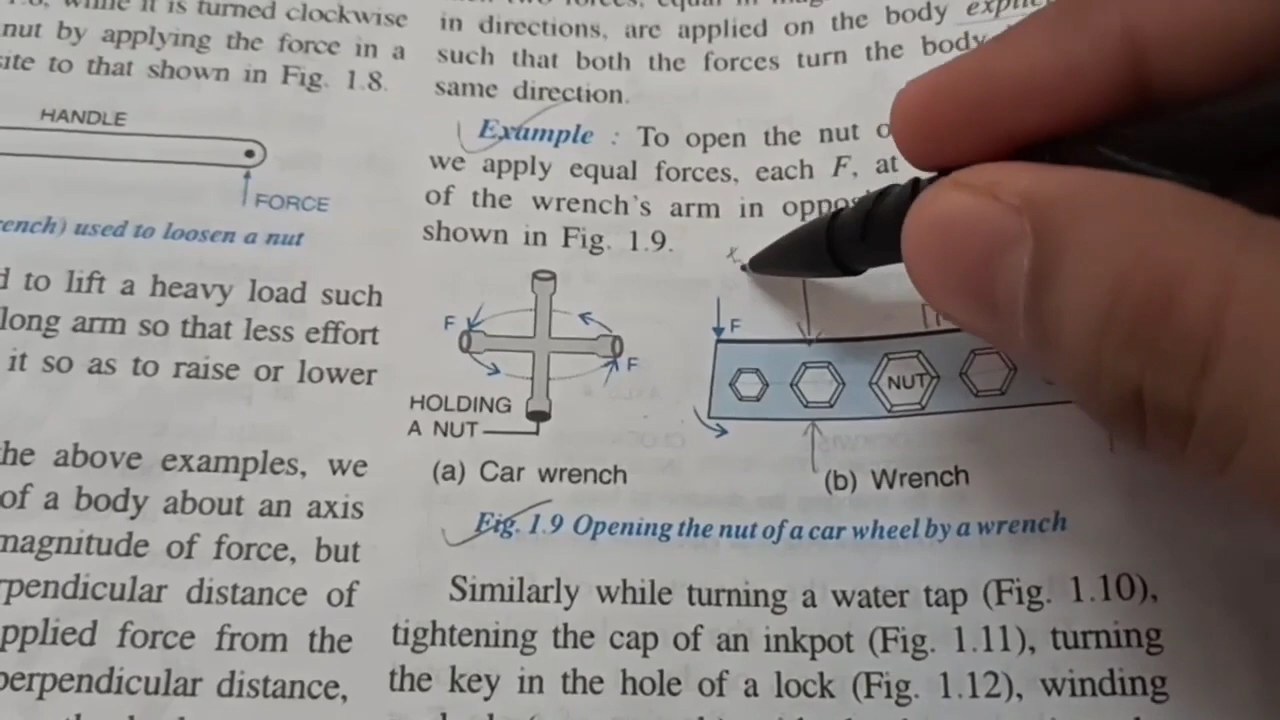 while it is turned clockwise
nut by applying the force in a
to that shown in Fig. 1.8.
HANDLE
FORCE
used to loosen a nut
to lift a heavy load such
long arm so that less effort
it so as to raise or lower
the above examples, we
of a body about an axis
magnitude of force, but
distance of
force from the
perpendicular distance,
in directions, are applied on the body
such that both the forces turn the body
same direction.
Example : To open the nut
we apply equal forces, each F, at
of the wrench's arm in
shown in Fig. 1.9.
F
F
HOLDING
A NUT
(a) Car wrench
F
NUT
(b) Wrench
Fig. 1.9 Opening the nut of a car wheel by a wrench
Similarly while turning a water tap (Fig. 1.10),
tightening the cap of an inkpot (Fig. 1.11), turning
the key in the hole of a lock (Fig. 1.12), winding